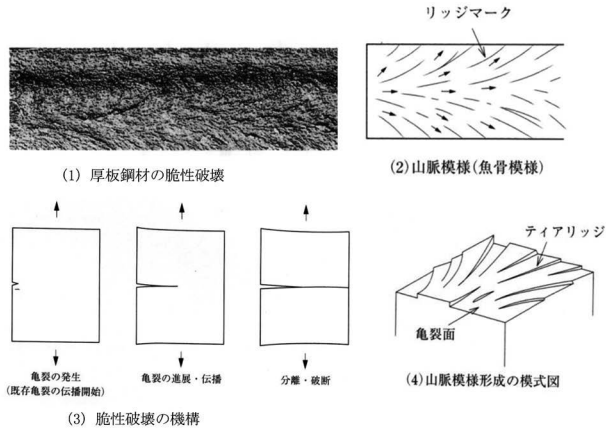 リッジマーク
(1) 厚板鋼材の脆性破壊
(2)山脈模様(魚骨模様)
ティアリッジ
亀裂面
亀裂の発生
(既存亀裂の伝播開始)
亀裂の進展・伝播
分離・破断
(4)山脈模様形成の模式図
(3) 脆性破壊の機構